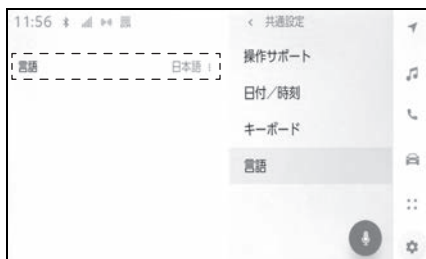 11:56
言語 日本語
共通設定
操作サポート
日付／時刻
キーボード
言語